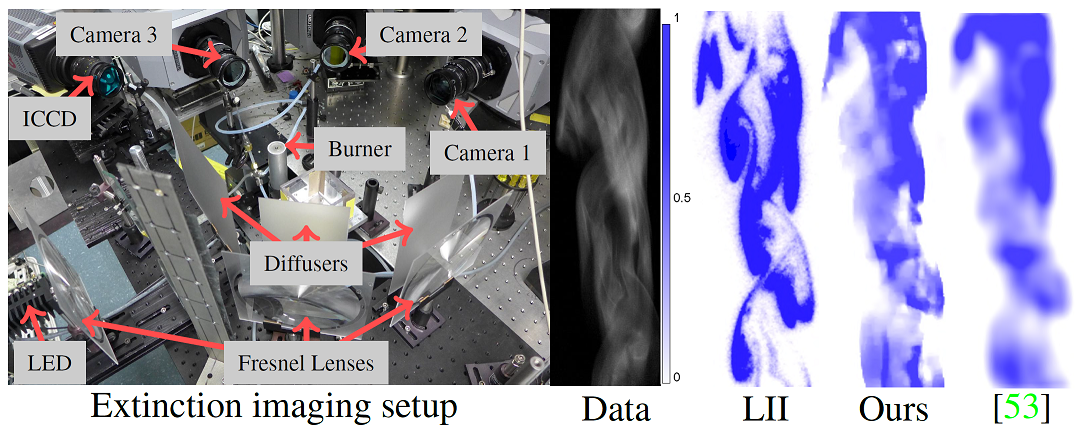 Camera 3
Camera 2
ICCD
Burner
Camera 1
Diffusers
LED
Fresnel Lenses
Extinction imaging setup
1
0.5
0
Data
LII
Ours
[53]